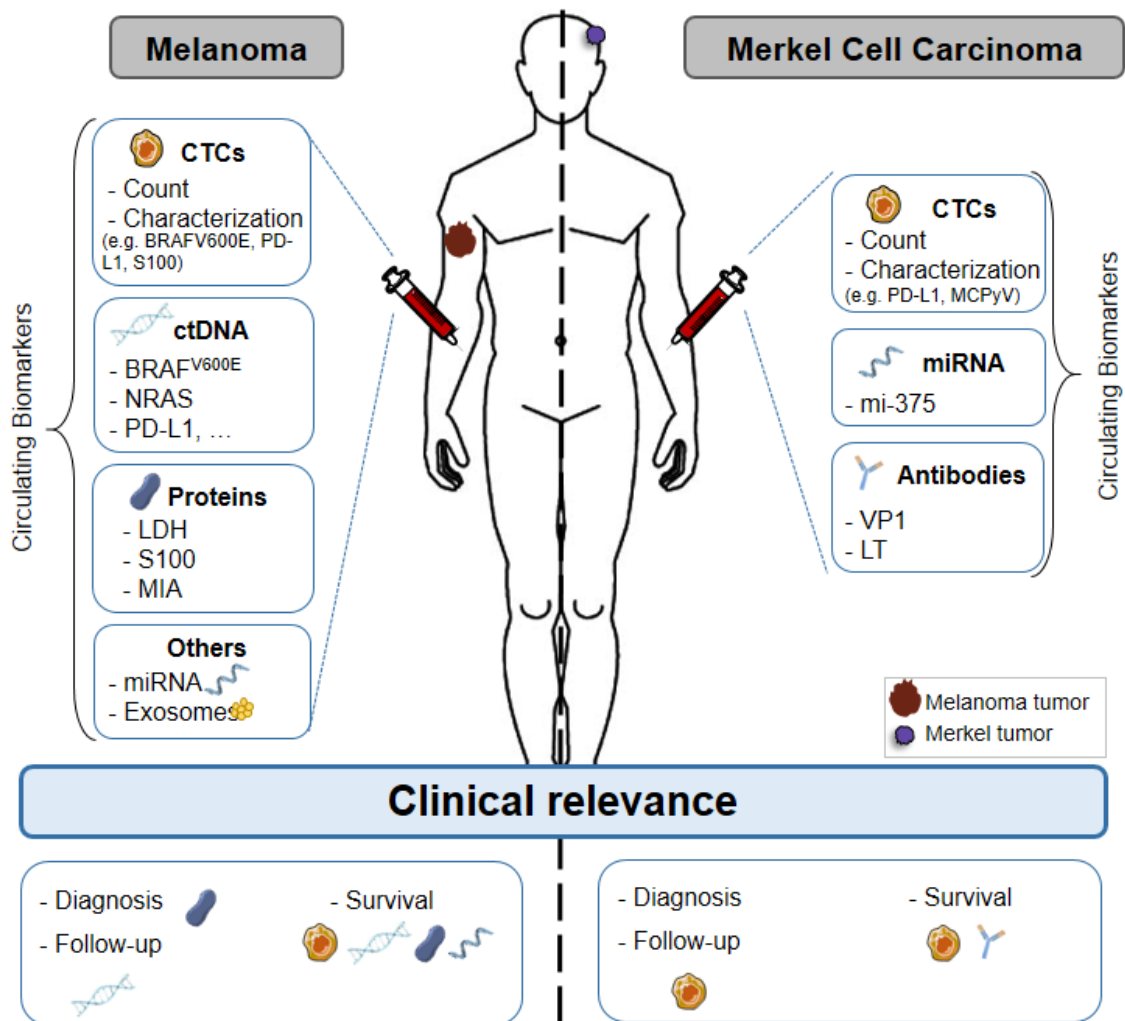 Melanoma
Merkel Cell Carcinoma
Circulating Biomarkers
CTCs
- Count
- Characterization
(e.g. BRAFV600E, PD-
L1, S100)
ctDNA
- BRAFV600E
- NRAS
- PD-L1, ...
Proteins
- LDH
- S100
- MIA
Others
- miRNA
- Exosomes
CTCs
- Count
- Characterization
(e.g. PD-L1, MCPyV)
miRNA
- mi-375
Antibodies
- VP1
- LT
Circulating Biomarkers
Melanoma tumor
Merkel tumor
Clinical relevance
- Diagnosis
- Follow-up
- Survival
- Diagnosis
- Follow-up
- Survival